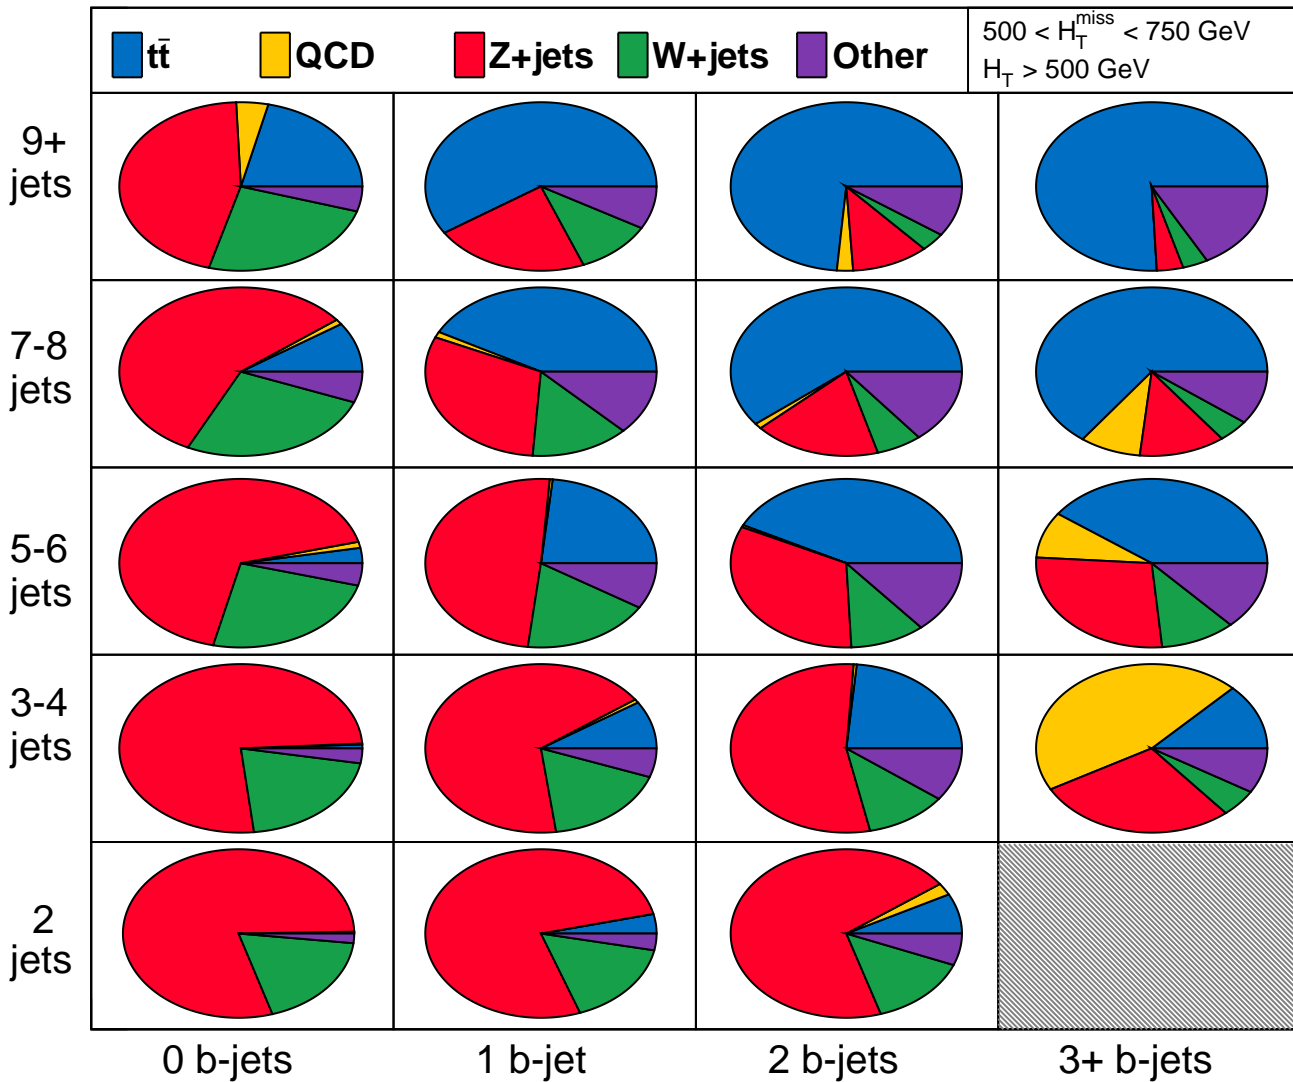 tt̄ QCD Z+jets W+jets Other
500 < H_T^miss < 750 GeV
H_T > 500 GeV
9+
jets
7-8
jets
5-6
jets
3-4
jets
2
jets
0 b-jets 1 b-jet 2 b-jets 3+ b-jets